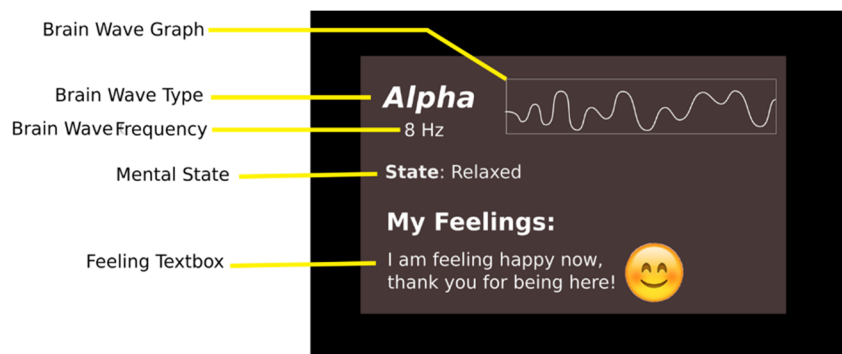 Brain Wave Graph
Brain Wave Type
Alpha
Brain Wave Frequency
8 Hz
Mental State
State: Relaxed
My Feelings:
Feeling Textbox
I am feeling happy now,
thank you for being here!